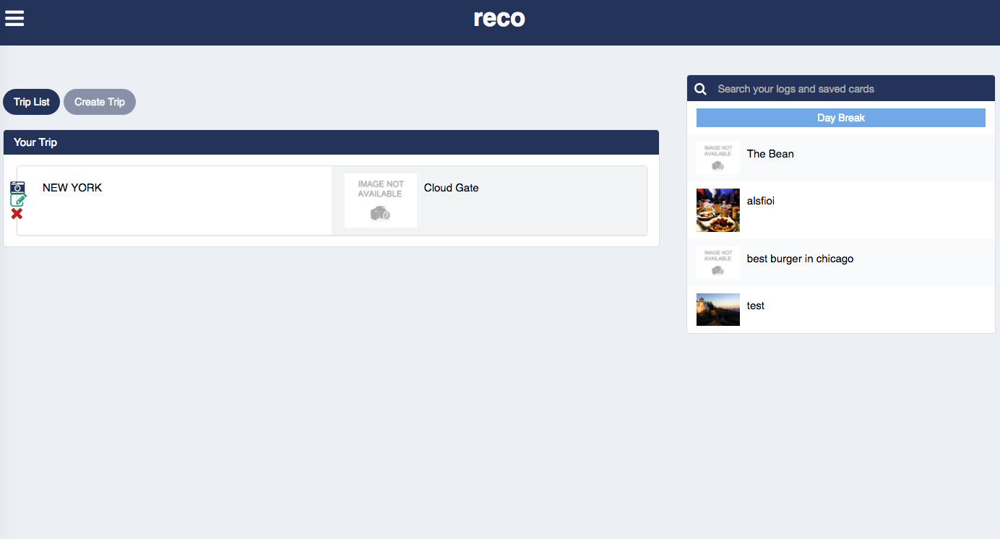 reco
Trip List
Create Trip
Your Trip
NEW YORK
IMAGE NOT
AVAILABLE
Cloud Gate
Search your logs and saved cards
Day Break
IMAGE NOT
AVAILABLE
The Bean
alsfioi
IMAGE NOT
AVAILABLE
best burger in chicago
test